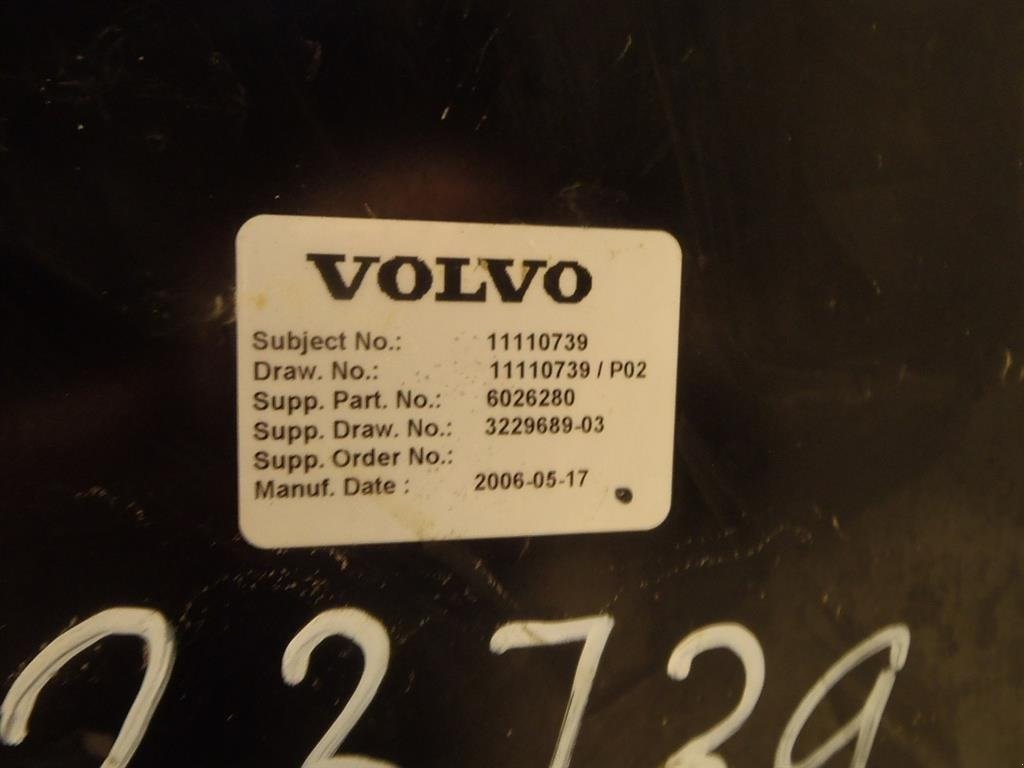 VOLVO
Subject No.: 11110739
Draw. No.: 11110739 / P02
Supp. Part. No.: 6026280
Supp. Draw. No.: 3229689-03
Supp. Order No.:
Manuf. Date : 2006-05-17
22739